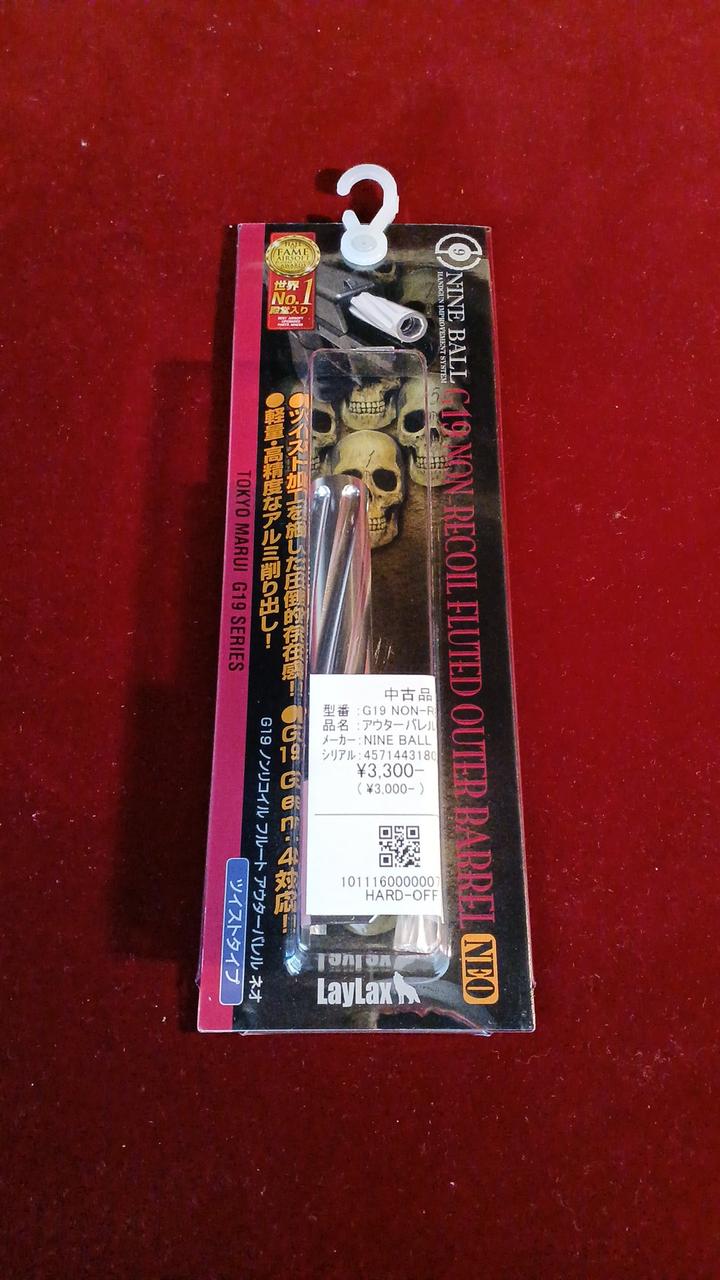 HALL
FAME
AIRSOFT
AWARDS
世界
No.1
殿堂入り
9
NINE BALL
HANDGUN IMPROVEMENT SYSTEM
G19 NON-RECOIL FLUTED OUTER BARREL
NEO
●ツイスト加工を施した圧倒的存在感!
●軽量・高精度なアルミ削り出し!
●G19 Gen.4対応!!
TOKYO MARUI G19 SERIES
G19 ノンリコイル フルート アウターバレル ネオ
ツイストタイプ
中古品
型番 :G19 NON-R
品名 :アウターバレル
メーカー:NINE BALL
シリアル:4571443180
¥3,300-
( ¥3,000- )
1011160000007
HARD-OFF
LayLax